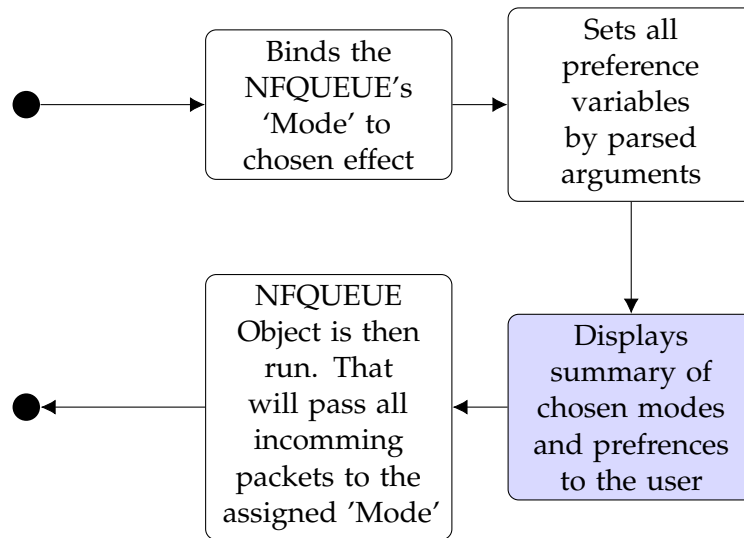 Binds the
NFQUEUE’s
‘Mode’ to
chosen effect
Sets all
preference
variables
by parsed
arguments
Displays
summary of
chosen modes
and prefrences
to the user
NFQUEUE
Object is then
run. That
will pass all
incomming
packets to the
assigned ’Mode’